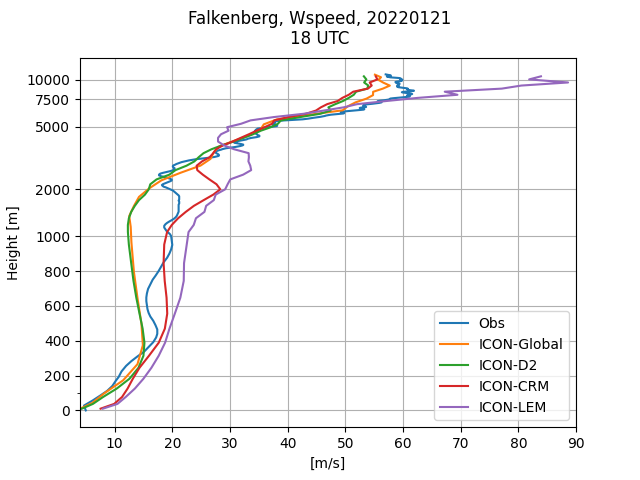 Falkenberg, Wspeed, 20220121
18 UTC
Height [m]
10000
7500
5000
2000
1000
800
600
400
200
0
10
20
30
40
50
60
70
80
90
[m/s]
Obs
ICON-Global
ICON-D2
ICON-CRM
ICON-LEM